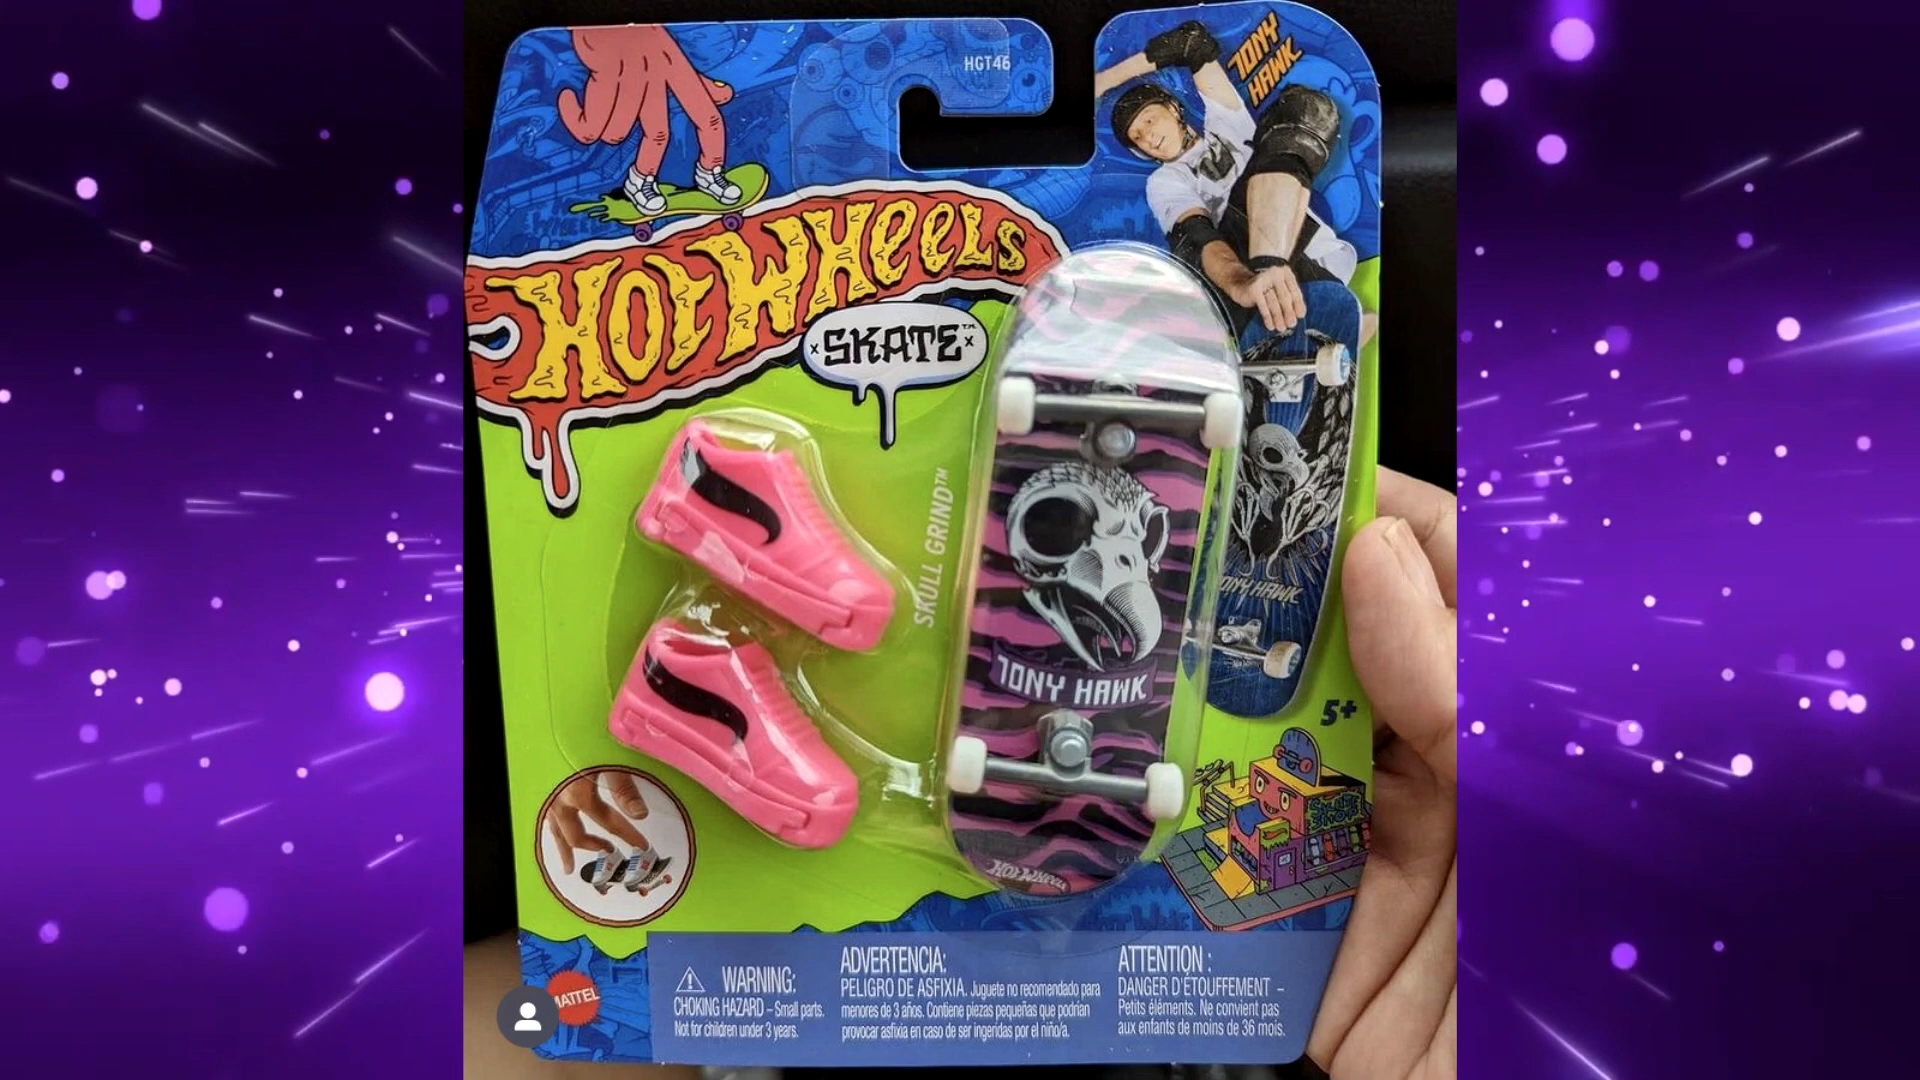 HGT46
TONY
HAWK
HOT WHEELS
SKATE™
SKULL GRIND™
TONY HAWK
TONY HAWK
HOT WHEELS
5+
SKATE
SHOP
MATTEL
WARNING:
CHOKING HAZARD – Small parts.
Not for children under 3 years.
ADVERTENCIA:
PELIGRO DE ASFIXIA. Juguete no recomendado para
menores de 3 años. Contiene piezas pequeñas que podrían
provocar asfixia en caso de ser ingeridas por el niño/a.
ATTENTION :
DANGER D'ÉTOUFFEMENT –
Petits éléments. Ne convient pas
aux enfants de moins de 36 mois.